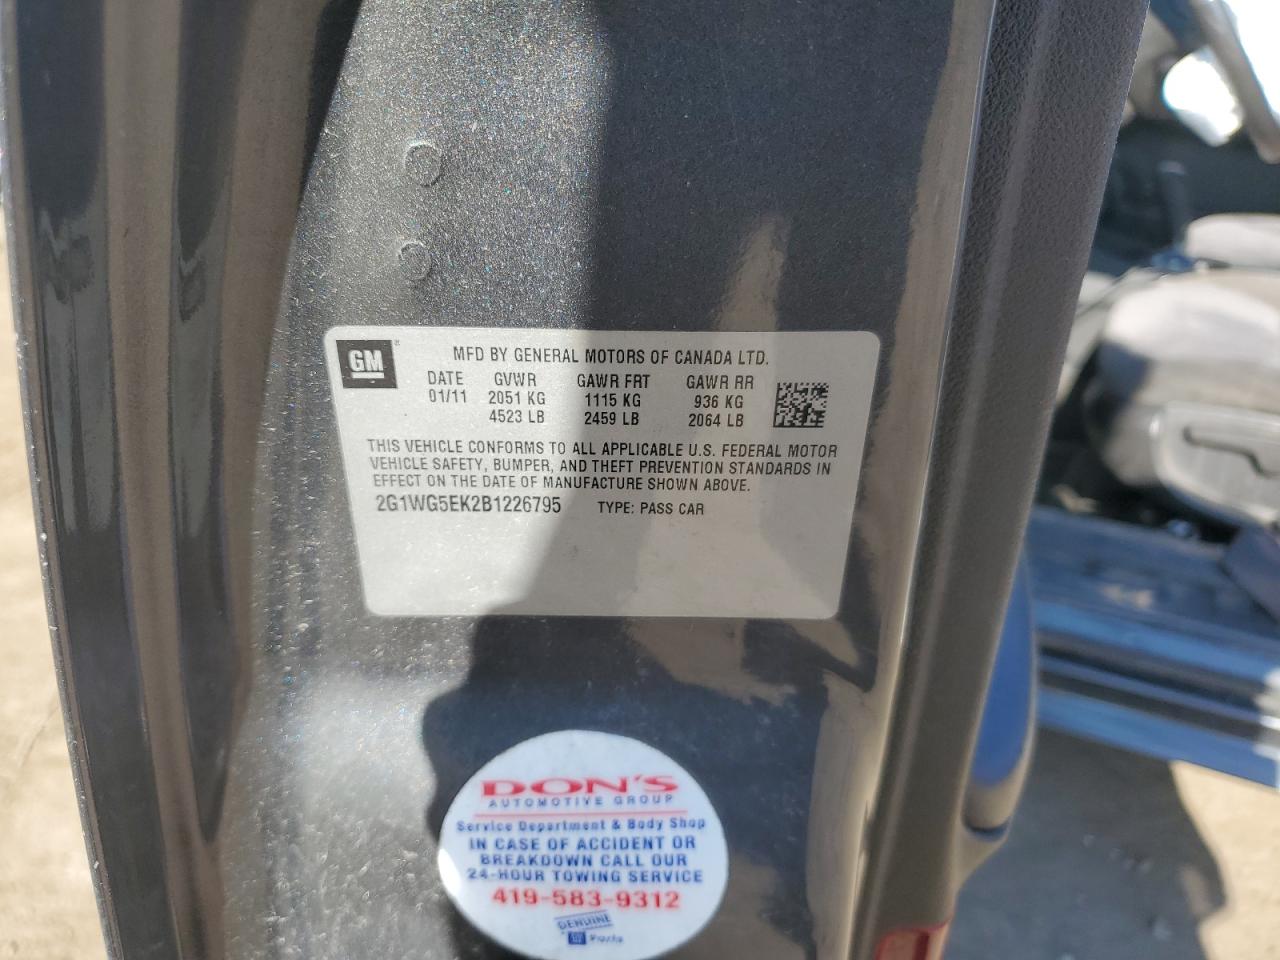 GM
MFD BY GENERAL MOTORS OF CANADA LTD.
DATE GVWR GAWR FRT GAWR RR
01/11 2051 KG 1115 KG 936 KG
4523 LB 2459 LB 2064 LB
THIS VEHICLE CONFORMS TO ALL APPLICABLE U.S. FEDERAL MOTOR
VEHICLE SAFETY, BUMPER, AND THEFT PREVENTION STANDARDS IN
EFFECT ON THE DATE OF MANUFACTURE SHOWN ABOVE.
2G1WG5EK2B1226795 TYPE: PASS CAR
DON'S
AUTOMOTIVE GROUP
Service Department & Body Shop
IN CASE OF ACCIDENT OR
BREAKDOWN CALL OUR
24-HOUR TOWING SERVICE
419-583-9312
GENUINE
GM Parts